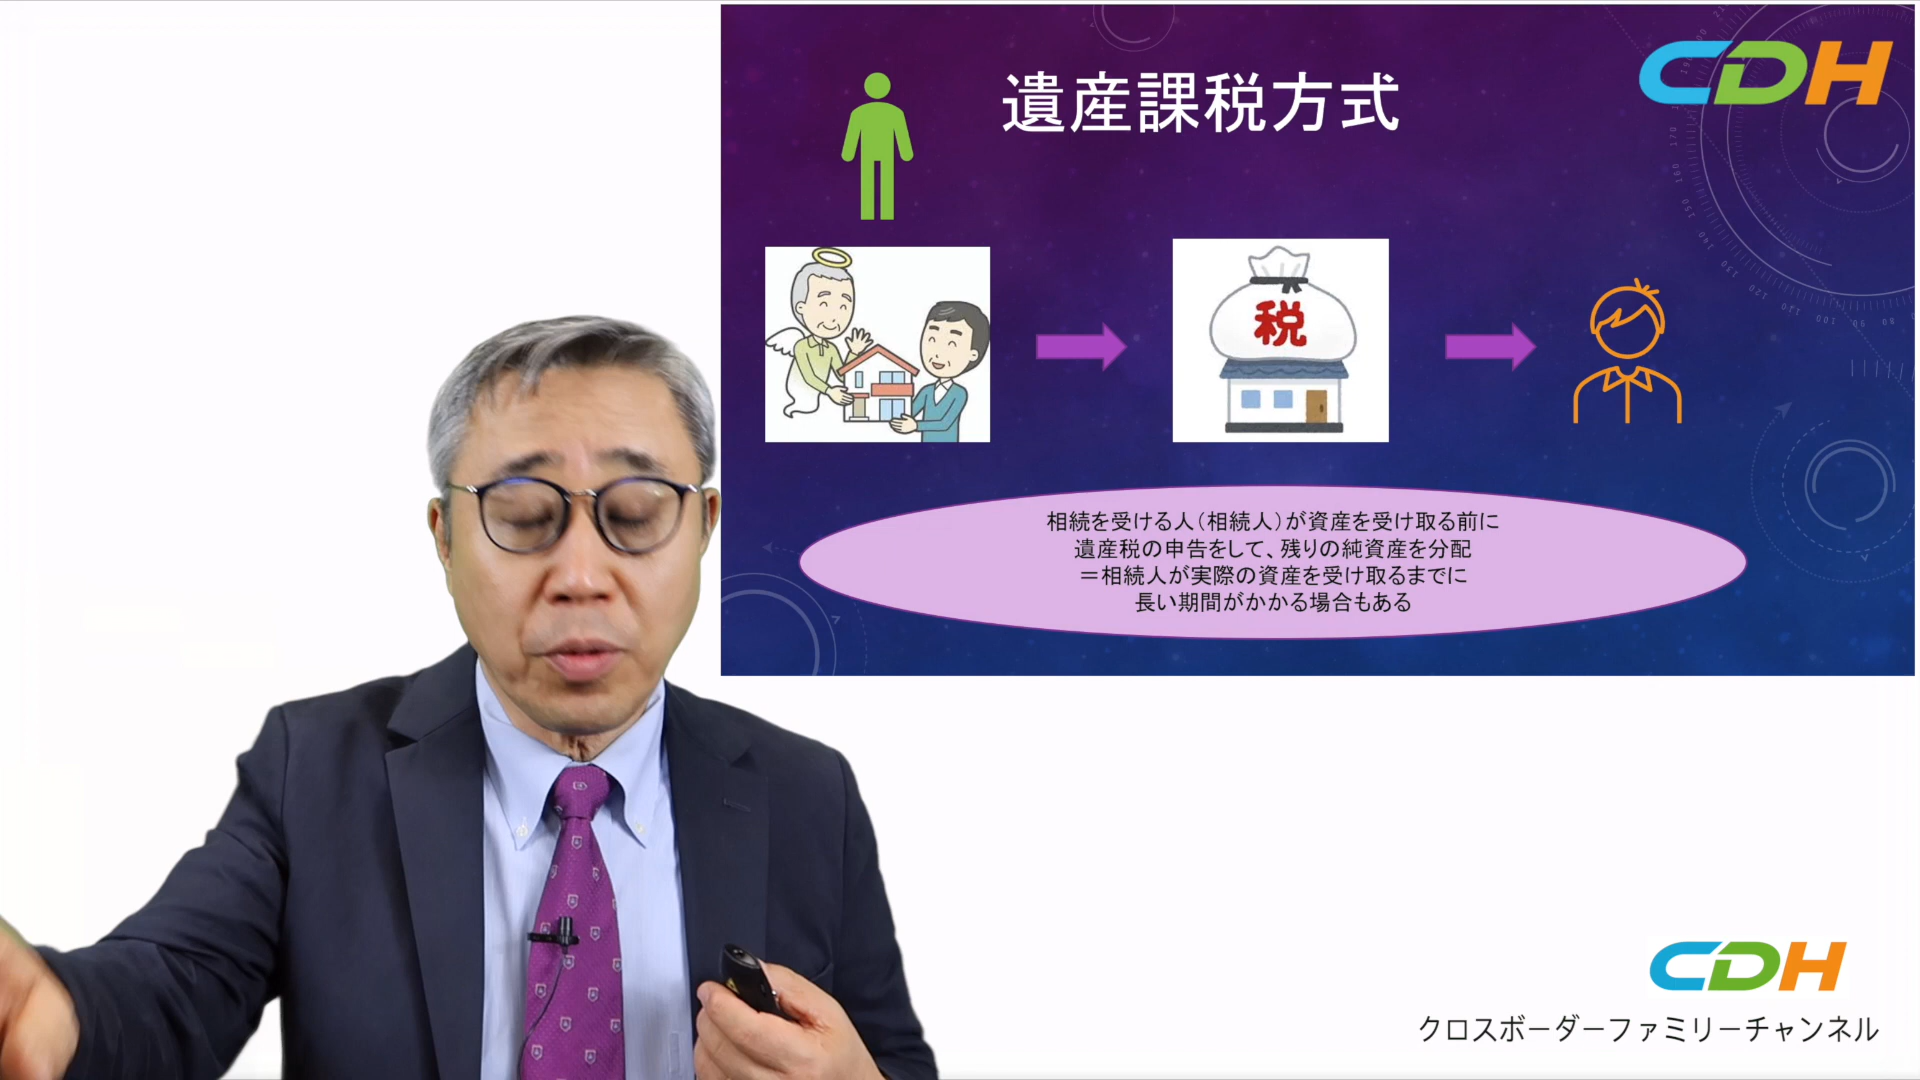 遺産課税方式
CDH
税
相続を受ける人（相続人）が資産を受け取る前に
遺産税の申告をして、残りの純資産を分配
＝相続人が実際の資産を受け取るまでに
長い期間がかかる場合もある
CDH
クロスボーダーファミリーチャンネル